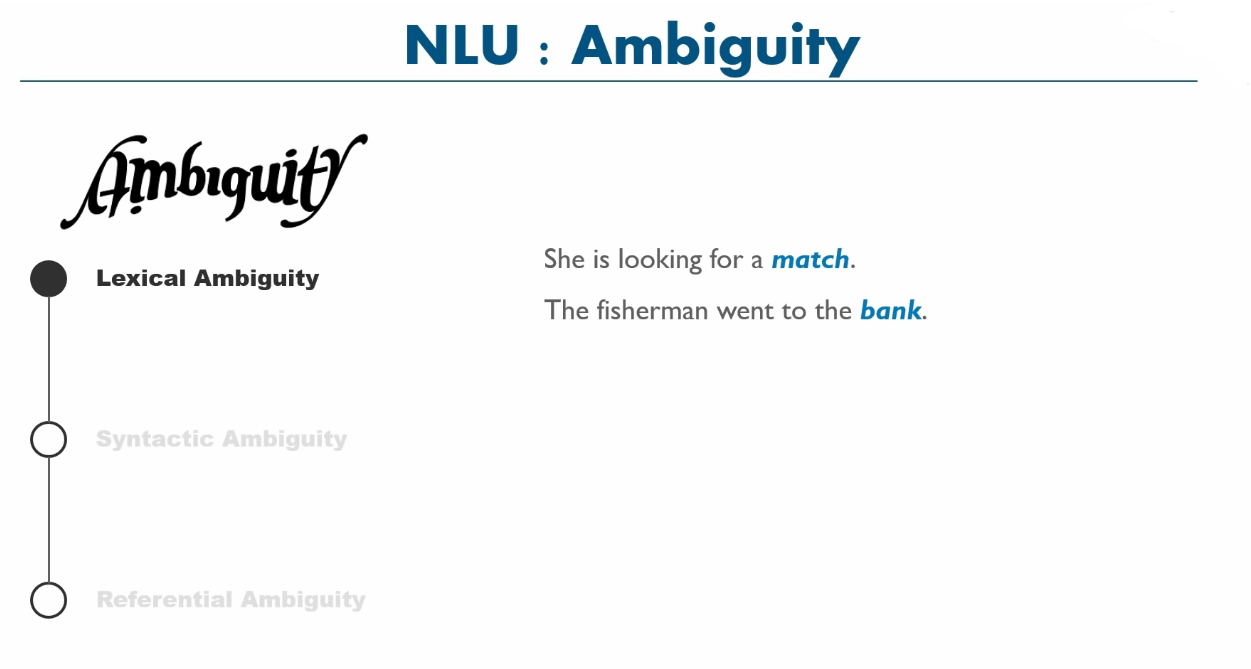 NLU : Ambiguity
Ambiguity
Lexical Ambiguity
She is looking for a match.
The fisherman went to the bank.
Syntactic Ambiguity
Referential Ambiguity